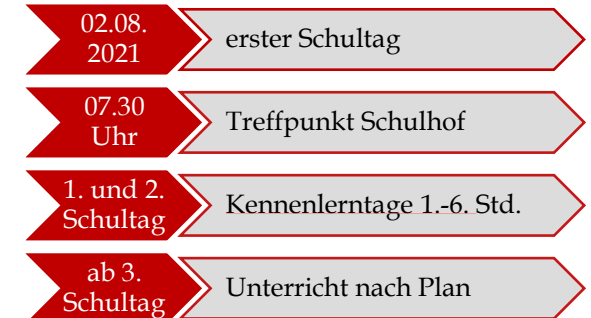 02.08.
2021
erster Schultag
07.30
Uhr
Treffpunkt Schulhof
1. und 2.
Schultag
Kennenlerntage 1.-6. Std.
ab 3.
Schultag
Unterricht nach Plan